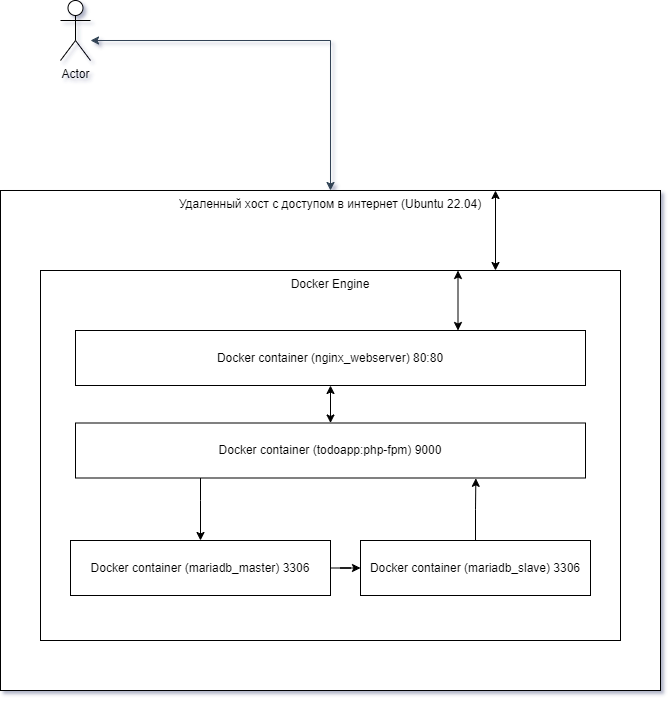 Actor
Удаленный хост с доступом в интернет (Ubuntu 22.04)
Docker Engine
Docker container (nginx_webserver) 80:80
Docker container (todoapp:php-fpm) 9000
Docker container (mariadb_master) 3306
Docker container (mariadb_slave) 3306